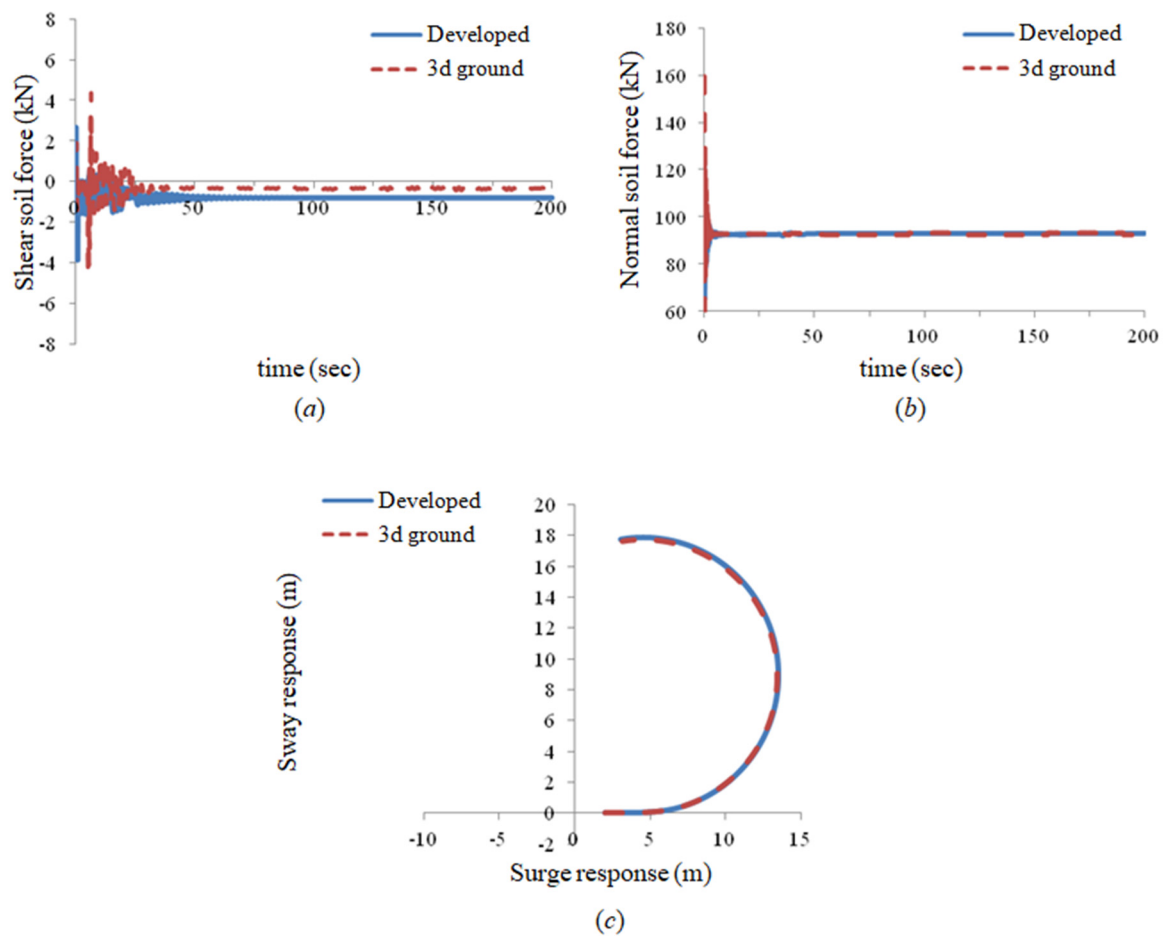 8
6
4
2
0
-2
-4
-6
-8
Shear soil force (kN)
Developed
3d ground
0 50 100 150 200
time (sec)
(a)
180
160
140
120
100
80
60
Normal soil force (kN)
Developed
3d ground
0 50 100 150 200
time (sec)
(b)
Developed
3d ground
20
18
16
14
12
10
8
6
4
2
0
-2
Sway response (m)
-10 -5 0 5 10 15
Surge response (m)
(c)